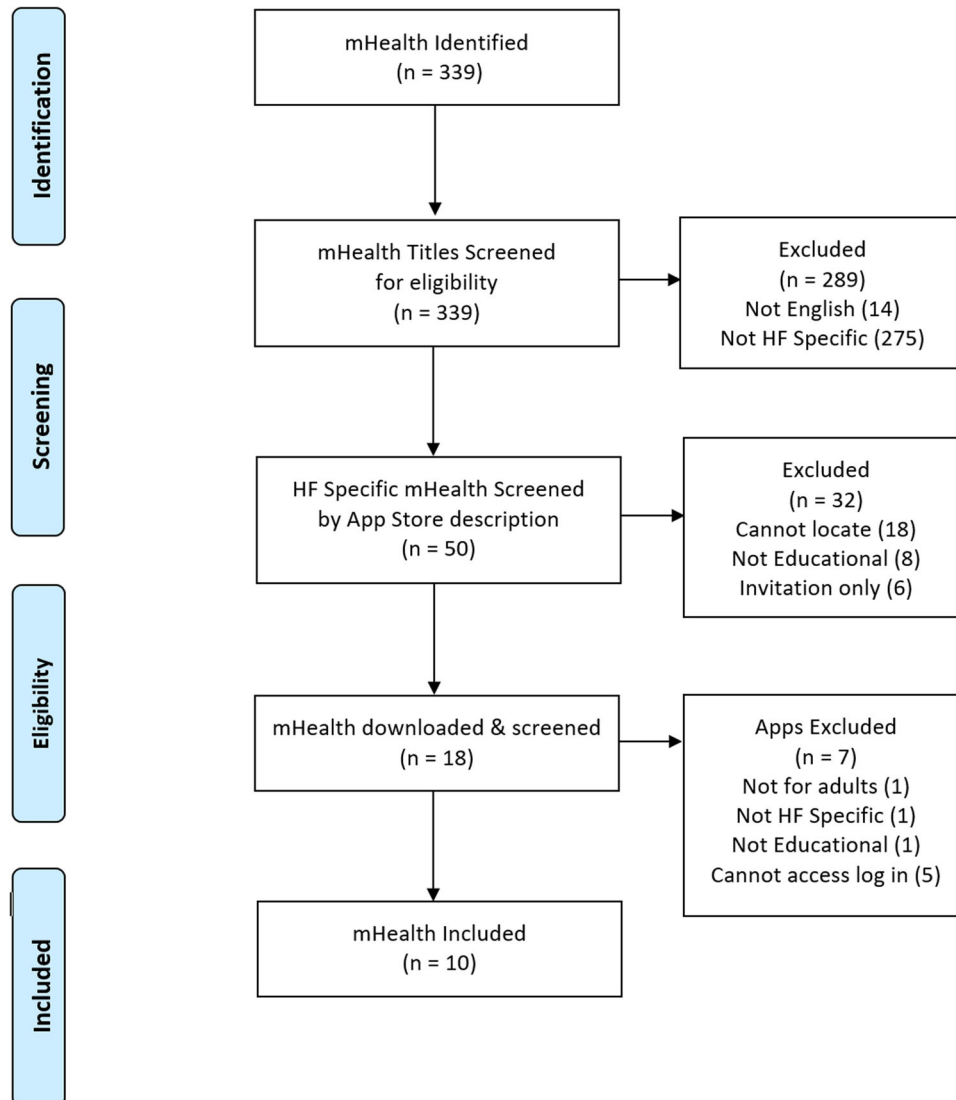 Identification
mHealth Identified
(n = 339)
mHealth Titles Screened
for eligibility
(n = 339)
Excluded
(n = 289)
Not English (14)
Not HF Specific (275)
Screening
HF Specific mHealth Screened
by App Store description
(n = 50)
Excluded
(n = 32)
Cannot locate (18)
Not Educational (8)
Invitation only (6)
Eligibility
mHealth downloaded & screened
(n = 18)
Apps Excluded
(n = 7)
Not for adults (1)
Not HF Specific (1)
Not Educational (1)
Cannot access log in (5)
Included
mHealth Included
(n = 10)